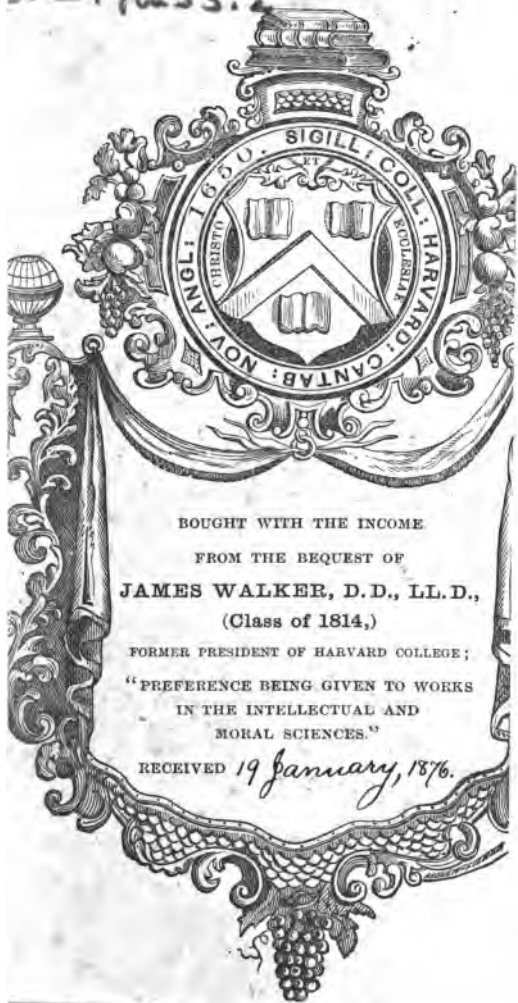 SIGILL: COLL: HARVARD: CANTAB: NOV: ANGL: 1650.
CHRISTO
ET
ECCLESIAE
BOUGHT WITH THE INCOME
FROM THE BEQUEST OF
JAMES WALKER, D.D., LL.D.,
(Class of 1814,)
FORMER PRESIDENT OF HARVARD COLLEGE;
"PREFERENCE BEING GIVEN TO WORKS
IN THE INTELLECTUAL AND
MORAL SCIENCES."
RECEIVED 19 January, 1876.